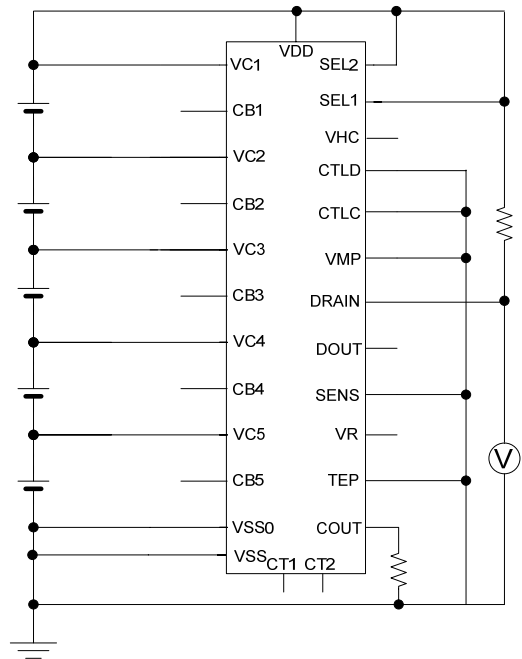 VDD
VC1
CB1
VC2
CB2
VC3
CB3
VC4
CB4
VC5
CB5
VSS0
VSS
CT1 CT2
SEL2
SEL1
VHC
CTLD
CTLC
VMP
DRAIN
DOUT
SENS
VR
TEP
COUT
V